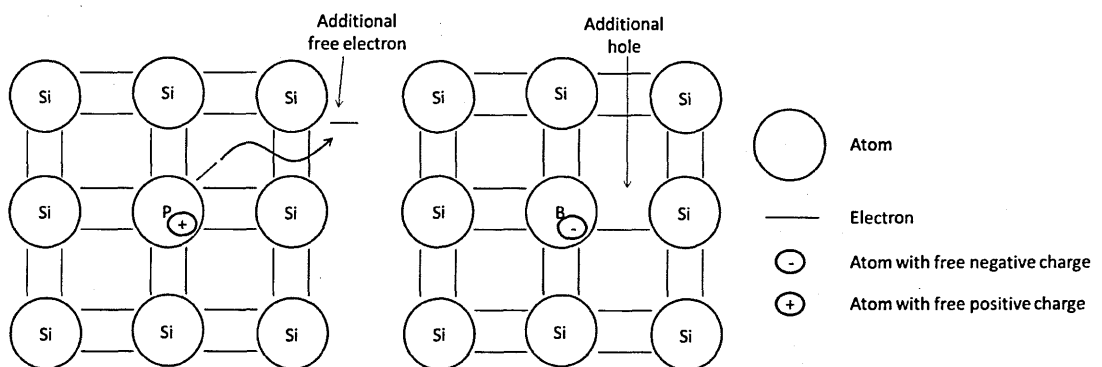 Additional
free electron
Additional
hole
Si Si Si
Si P + Si
Si Si Si
Si Si Si
Si B - Si
Si Si Si
Atom
Electron
- Atom with free negative charge
+ Atom with free positive charge